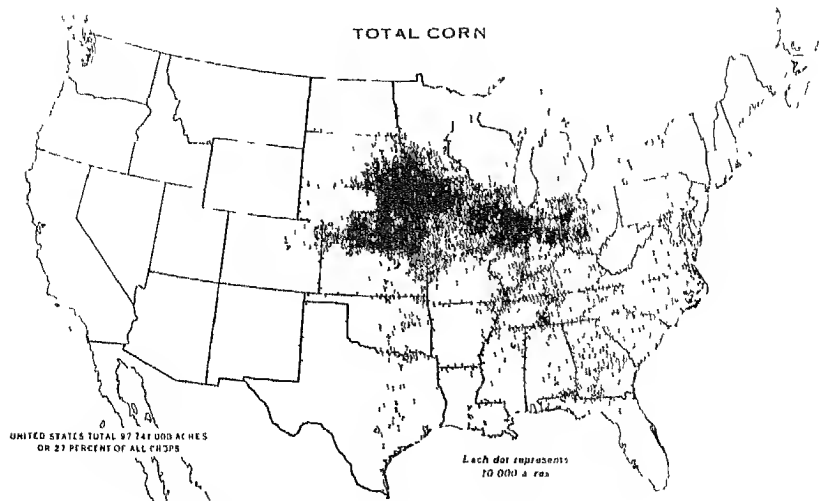 TOTAL CORN
UNITED STATES TOTAL 97 741 000 ACRES
OR 27 PERCENT OF ALL CROPS
Each dot represents
10 000 a res